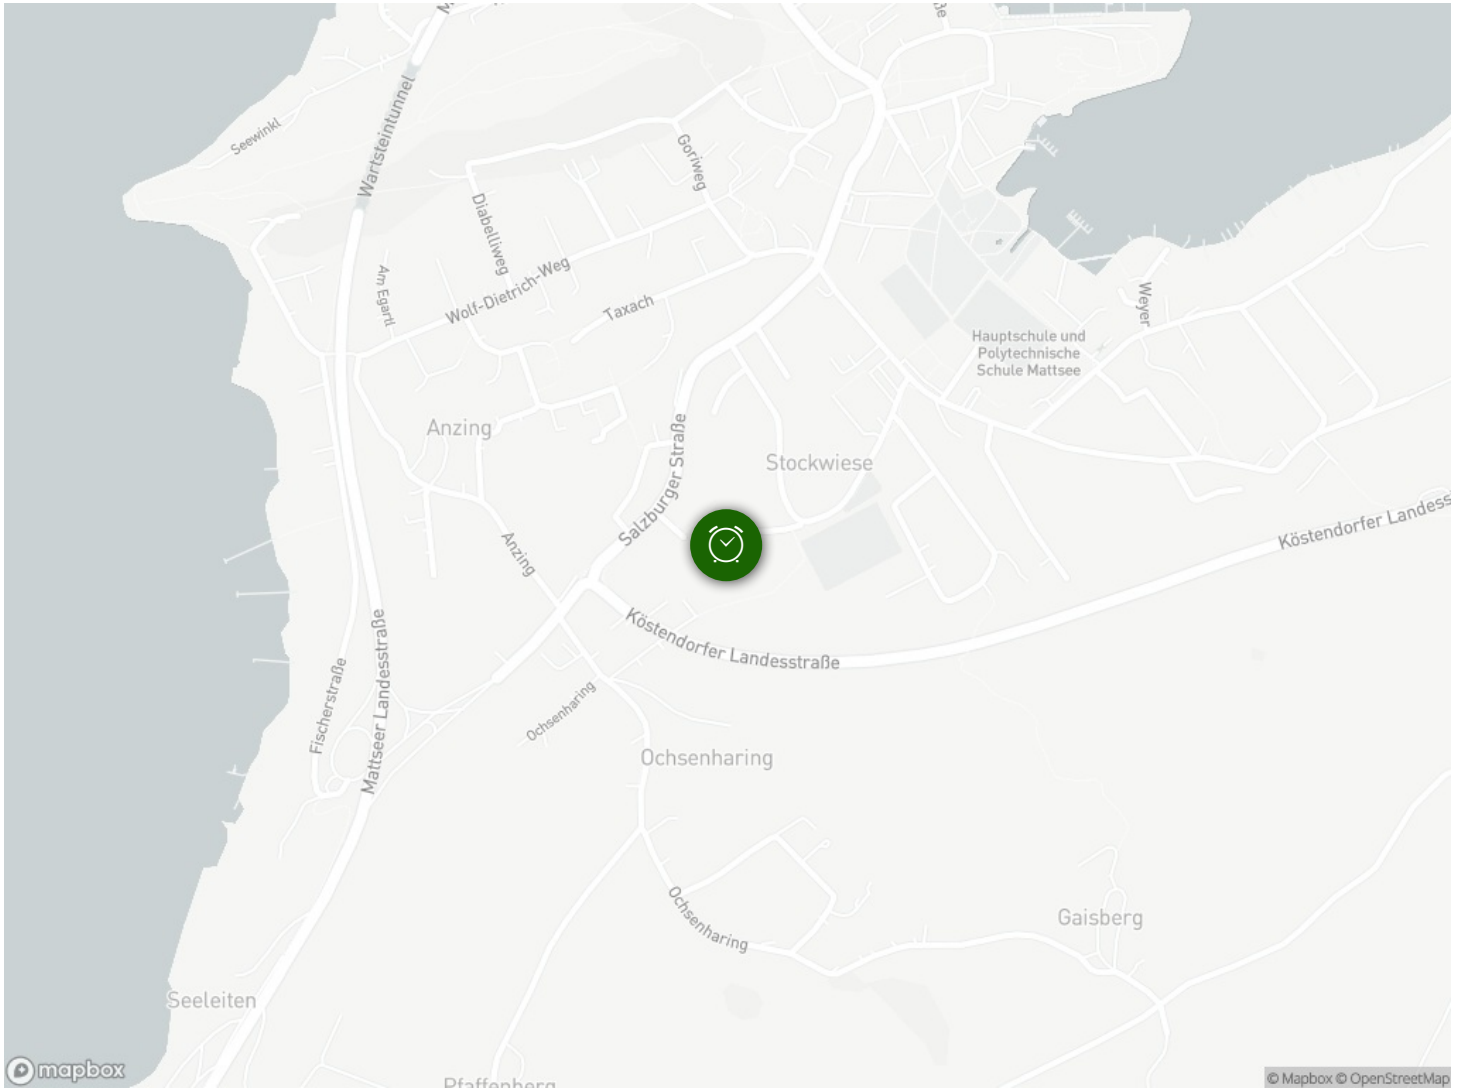 Seewinkl
Wartsteintunnel
Goriweg
Diabelliweg
Am Egartl
Wolf-Dietrich-Weg
Taxach
Weyer
Hauptschule und
Polytechnische
Schule Mattsee
Anzing
Salzburger Straße
Stockwiese
Anzing
Köstendorfer Landess
Köstendorfer Landesstraße
Fischerstraße
Mattseer Landesstraße
Ochsenharing
Ochsenharing
Ochsenharing
Gaisberg
Seeleiten
Pfaffenberg
mapbox
© Mapbox © OpenStreetMap